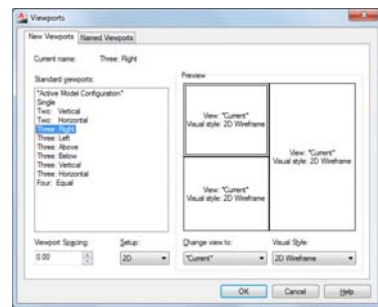 Viewports
New Viewports Named Viewports
Current name: Three: Right
Standard viewports:
*Active Model Configuration*
Single
Two: Vertical
Two: Horizontal
Three: Right
Three: Left
Three: Above
Three: Below
Three: Vertical
Three: Horizontal
Four: Equal
Preview
View: *Current*
Visual style: 2D Wireframe
View: *Current*
Visual style: 2D Wireframe
View: *Current*
Visual style: 2D Wireframe
Viewport Spacing: Setup: Change view to: Visual Style:
0.00 2D *Current* 2D Wireframe
OK Cancel Help